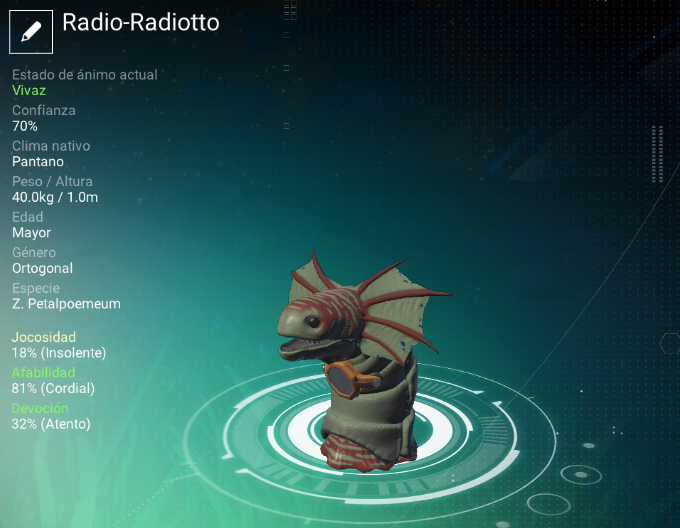 Radio-Radiotto
Estado de ánimo actual
Vivaz
Confianza
70%
Clima nativo
Pantano
Peso / Altura
40.0kg / 1.0m
Edad
Mayor
Género
Ortogonal
Especie
Z. Petalpoemeum
Jocosidad
18% (Insolente)
Afabilidad
81% (Cordial)
Devoción
32% (Atento)